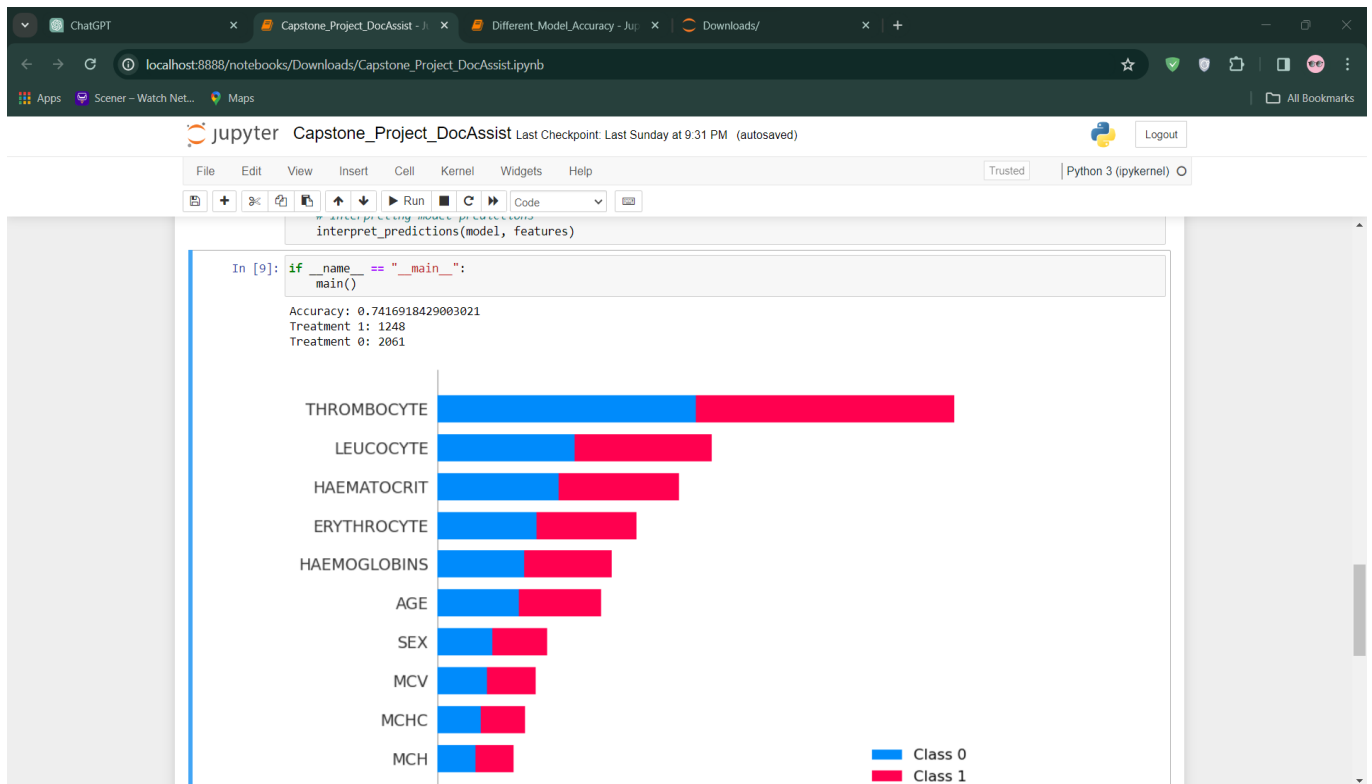 ChatGPT
Capstone_Project_DocAssist - Ju
Different_Model_Accuracy - Jup
Downloads/
localhost:8888/notebooks/Downloads/Capstone_Project_DocAssist.ipynb
Apps
Scener – Watch Net...
Maps
All Bookmarks
jupyter Capstone_Project_DocAssist Last Checkpoint: Last Sunday at 9:31 PM (autosaved)
Logout
File Edit View Insert Cell Kernel Widgets Help
Trusted
Python 3 (ipykernel)
Run
Code
# Interpreting model predictions
interpret_predictions(model, features)
In [9]: if __name__ == "__main__":
main()
Accuracy: 0.7416918429003021
Treatment 1: 1248
Treatment 0: 2061
THROMBOCYTE
LEUCOCYTE
HAEMATOCRIT
ERYTHROCYTE
HAEMOGLOBINS
AGE
SEX
MCV
MCHC
MCH
Class 0
Class 1